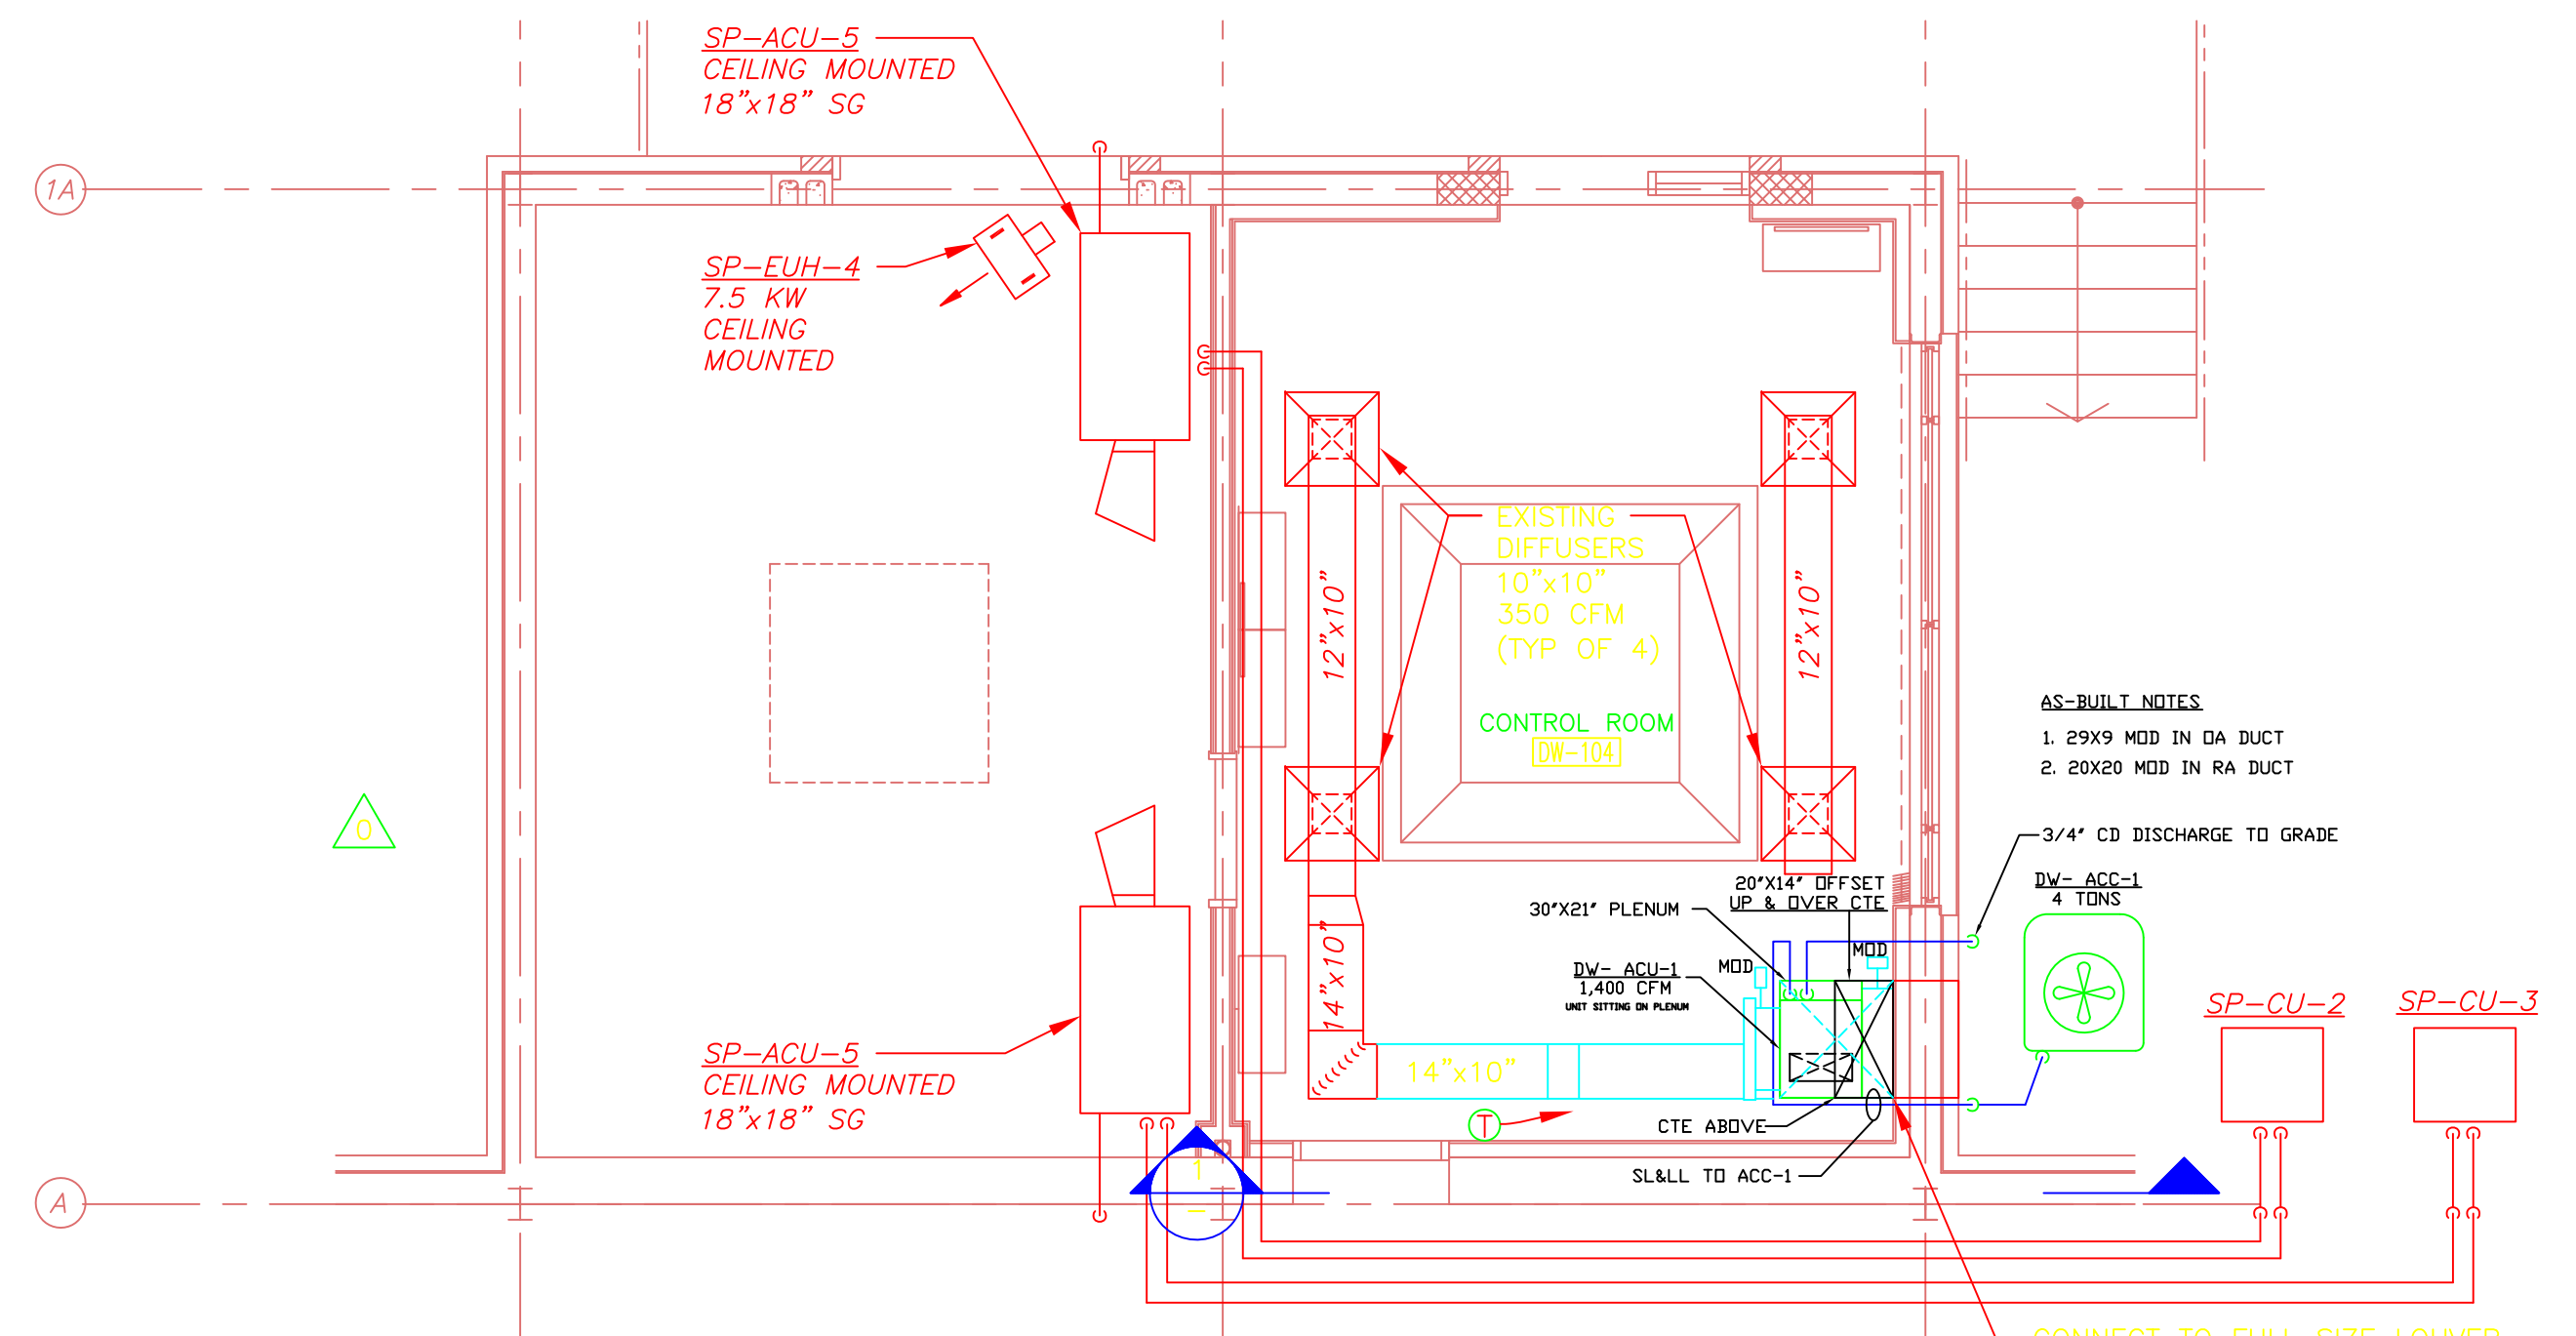 SP-ACU-5
CEILING MOUNTED
18"x18" SG
1A
SP-EUH-4
7.5 KW
CEILING
MOUNTED
EXISTING
DIFFUSERS
10"x10"
350 CFM
(TYP OF 4)
12"x10"
12"x10"
CONTROL ROOM
DW-104
AS-BUILT NOTES
1. 29X9 MOD IN OA DUCT
2. 20X20 MOD IN RA DUCT
0
3/4" CD DISCHARGE TO GRADE
DW- ACC-1
4 TONS
20"X14" OFFSET
UP & OVER CTE
30"X21" PLENUM
MOD
MOD
DW- ACU-1
1,400 CFM
UNIT SITTING ON PLENUM
14"x10"
14"x10"
SP-CU-2
SP-CU-3
SP-ACU-5
CEILING MOUNTED
18"x18" SG
T
CTE ABOVE
SL&LL TO ACC-1
1
-
A
CONNECT TO FULL SIZE LOUVER